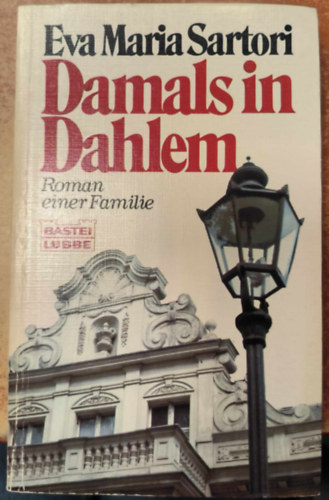 Eva Maria Sartori
Damals in
Dahlem
Roman
einer Familie
BASTEI
LÜBBE